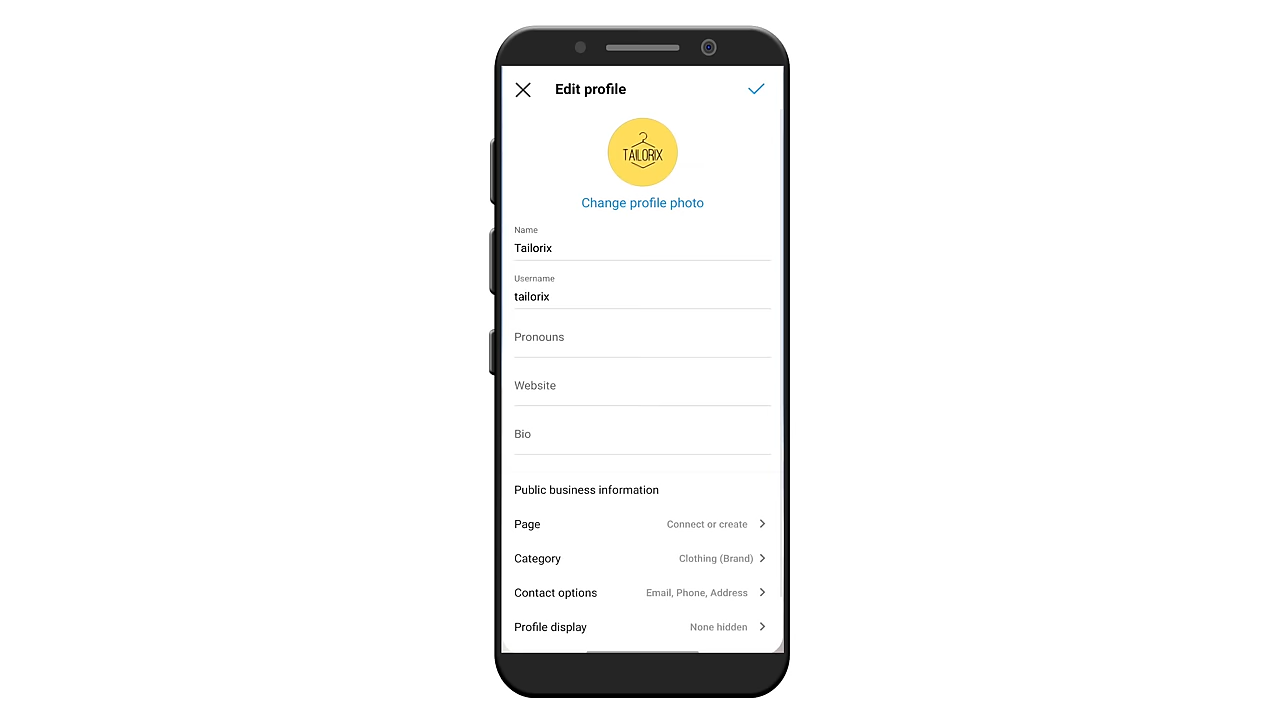 Edit profile
TAILORIX
Change profile photo
Name
Tailorix
Username
tailorix
Pronouns
Website
Bio
Public business information
Page Connect or create
Category Clothing (Brand)
Contact options Email, Phone, Address
Profile display None hidden